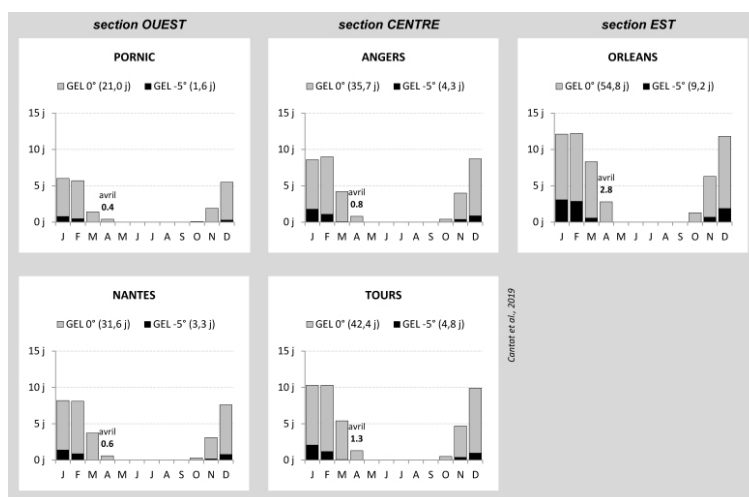 section OUEST
section CENTRE
section EST
PORNIC
GEL 0° (21,0 j) GEL -5° (1,6 j)
15 j
10 j
5 j
0 j
avril
0.4
J F M A M J J A S O N D
ANGERS
GEL 0° (35,7 j) GEL -5° (4,3 j)
15 j
10 j
5 j
0 j
avril
0.8
J F M A M J J A S O N D
ORLEANS
GEL 0° (54,8 j) GEL -5° (9,2 j)
15 j
10 j
5 j
0 j
avril
2.8
J F M A M J J A S O N D
NANTES
GEL 0° (31,6 j) GEL -5° (3,3 j)
15 j
10 j
5 j
0 j
avril
0.6
J F M A M J J A S O N D
TOURS
GEL 0° (42,4 j) GEL -5° (4,8 j)
15 j
10 j
5 j
0 j
avril
1.3
J F M A M J J A S O N D
Cantat et al., 2019